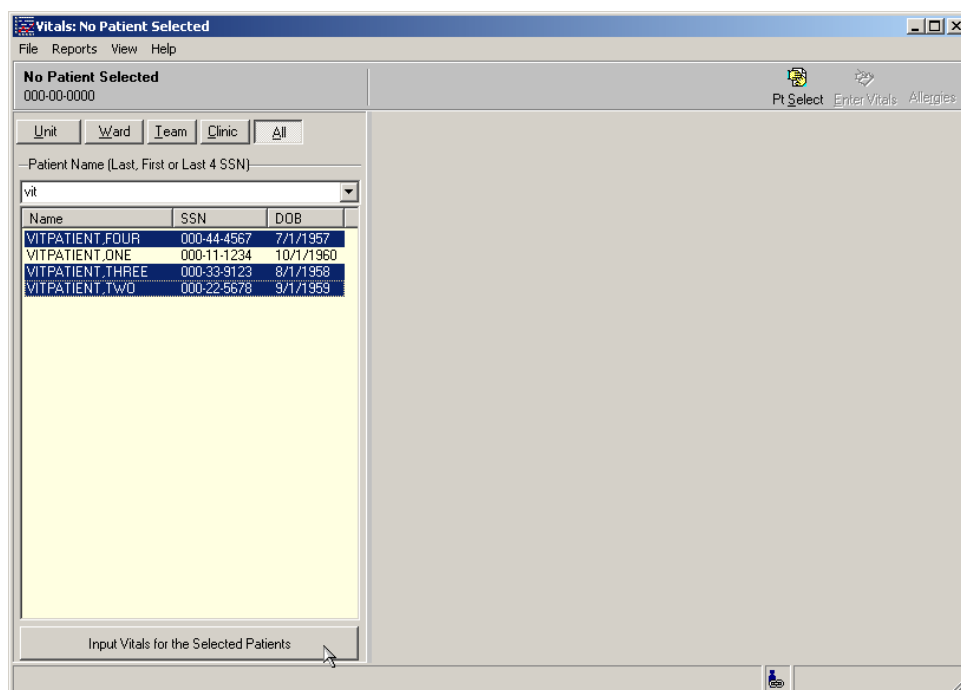 Vitals: No Patient Selected
File Reports View Help
No Patient Selected
000-00-0000
Pt Select Enter Vitals Allergies
Unit Ward Team Clinic All
Patient Name (Last, First or Last 4 SSN)
vit
Name SSN DOB
VITPATIENT,FOUR 000-44-4567 7/1/1957
VITPATIENT,ONE 000-11-1234 10/1/1960
VITPATIENT,THREE 000-33-9123 8/1/1958
VITPATIENT,TWO 000-22-5678 9/1/1959
Input Vitals for the Selected Patients